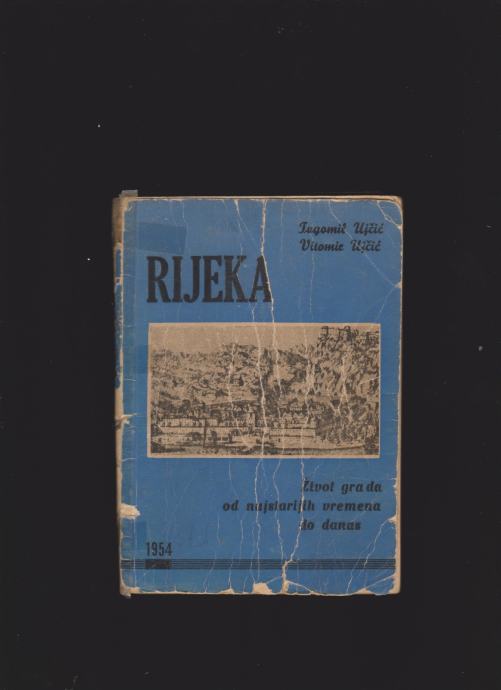 Tugomil Ujčić
Vitomir Ujčić
RIJEKA
Život grada
od najstarijih vremena
do danas
1954